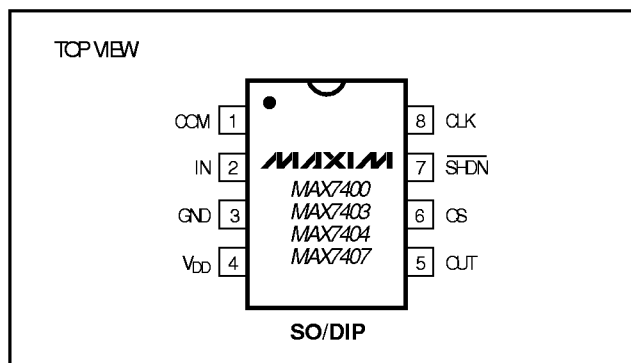 TOP VIEW
COM 1
8 CLK
IN 2
MAXIM
7 SHDN
MAX7400
GND 3
MAX7403
6 OS
MAX7404
VDD 4
MAX7407
5 OUT
SO/DIP